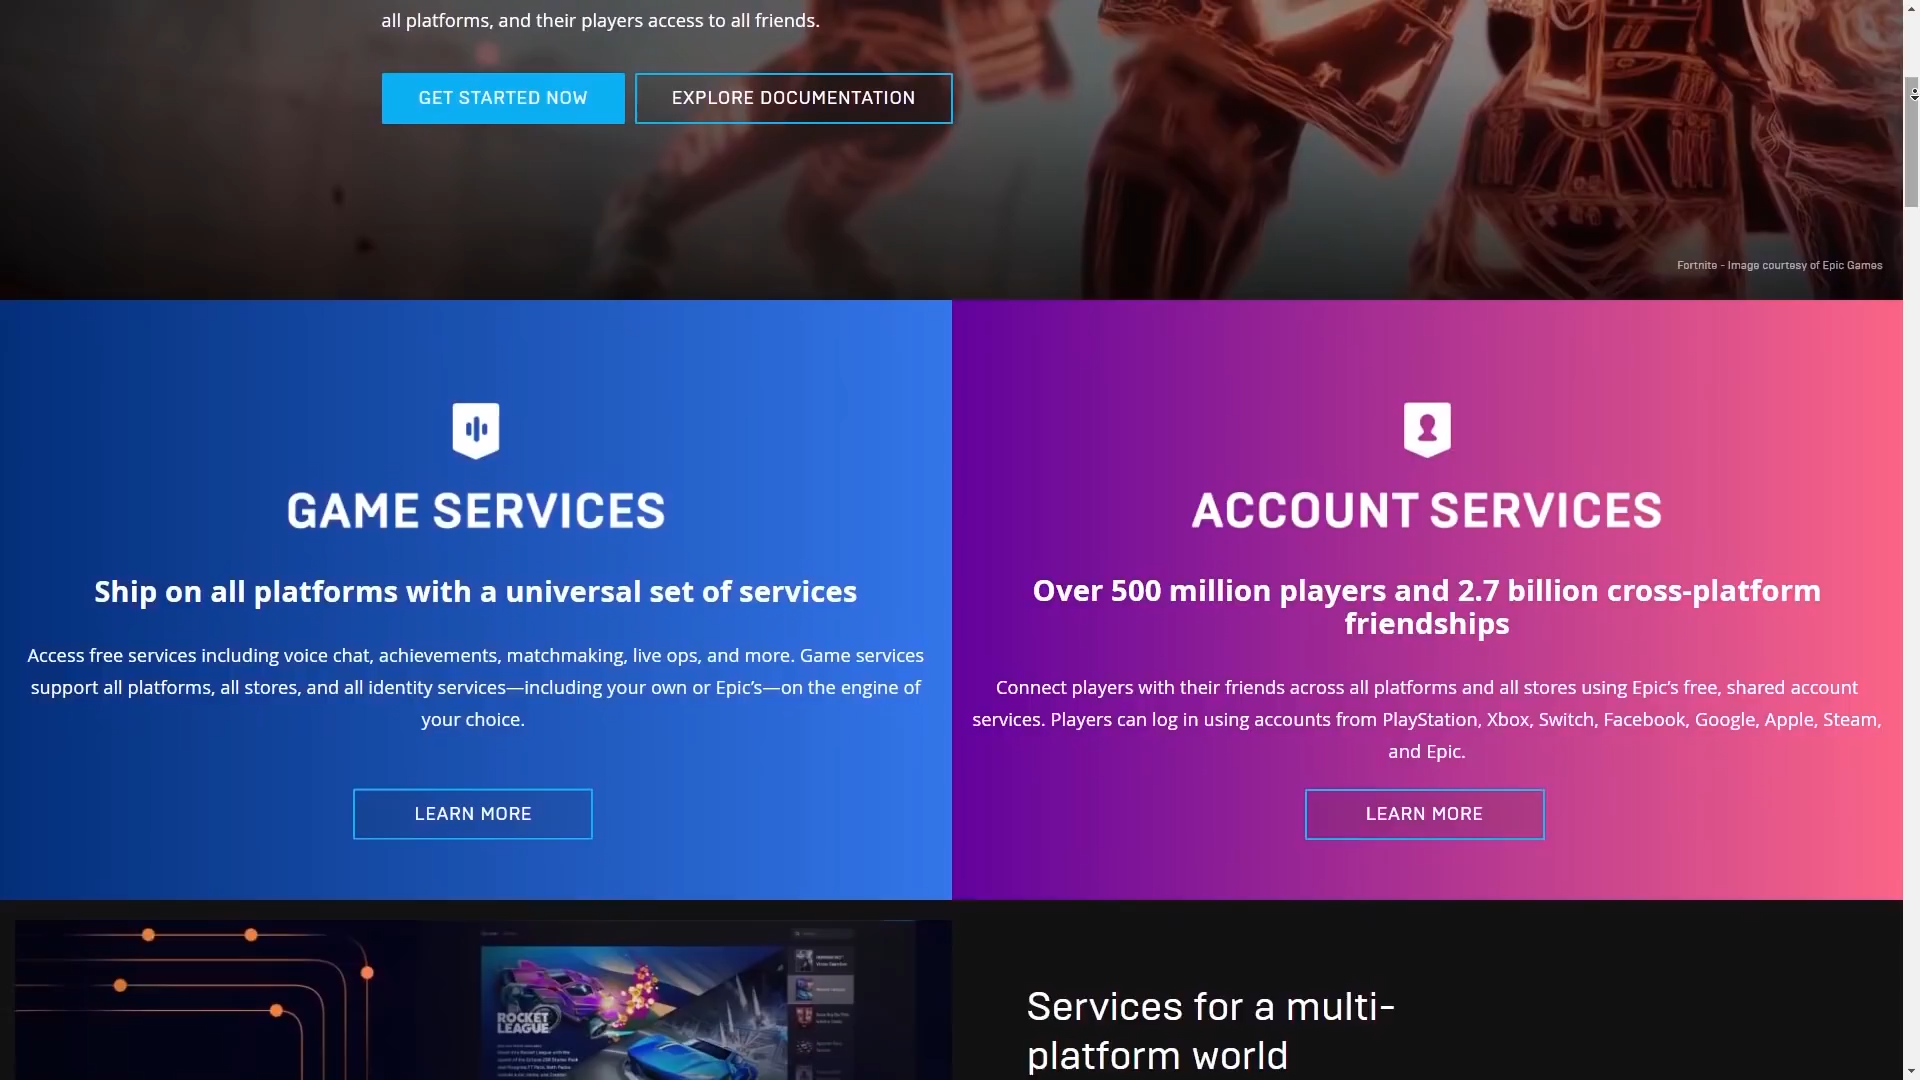 all platforms, and their players access to all friends.
GET STARTED NOW
EXPLORE DOCUMENTATION
Fortnite - Image courtesy of Epic Games
GAME SERVICES
Ship on all platforms with a universal set of services
Access free services including voice chat, achievements, matchmaking, live ops, and more. Game services
support all platforms, all stores, and all identity services—including your own or Epic’s—on the engine of
your choice.
LEARN MORE
ACCOUNT SERVICES
Over 500 million players and 2.7 billion cross-platform
friendships
Connect players with their friends across all platforms and all stores using Epic’s free, shared account
services. Players can log in using accounts from PlayStation, Xbox, Switch, Facebook, Google, Apple, Steam,
and Epic.
LEARN MORE
ROCKET
LEAGUE
Services for a multi-
platform world